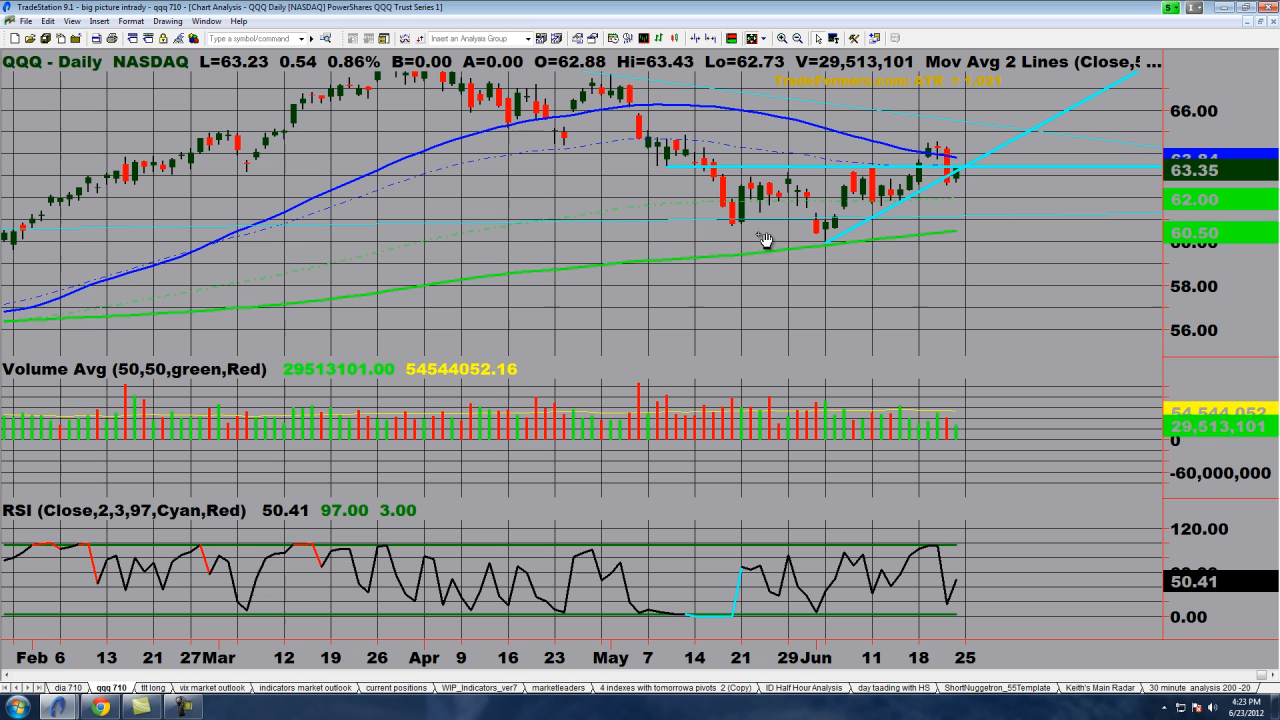 TradeStation 9.1 - big picture intrady - qqq 710 - [Chart Analysis - QQQ Daily [NASDAQ] PowerShares QQQ Trust Series 1]
File Edit View Insert Format Drawing Window Help
Type a symbol/command
Insert an Analysis Group
QQQ - Daily NASDAQ L=63.23 0.54 0.86% B=0.00 A=0.00 O=62.88 Hi=63.43 Lo=62.73 V=29,513,101 Mov Avg 2 Lines (Close,5 ...
TradeFormers.com: ATR = 1.021
66.00
63.35
62.00
60.50
58.00
56.00
Volume Avg (50,50,green,Red) 29513101.00 54544052.16
54,544,052
29,513,101
0
-60,000,000
RSI (Close,2,3,97,Cyan,Red) 50.41 97.00 3.00
120.00
50.41
0.00
Feb 6 13 21 27 Mar 12 19 26 Apr 9 16 23 May 7 14 21 29 Jun 11 18 25
dia 710 qqq 710 tlt long vix market outlook indicators market outlook current positions WIP_Indicators_ver7 marketleaders 4 indexes with tomorrowa pivots 2 (Copy) ID Half Hour Analysis day taading with HS ShortNuggetron_55Template Keith's Main Radar 30 minute analysis 200 -20
4:23 PM
6/23/2012